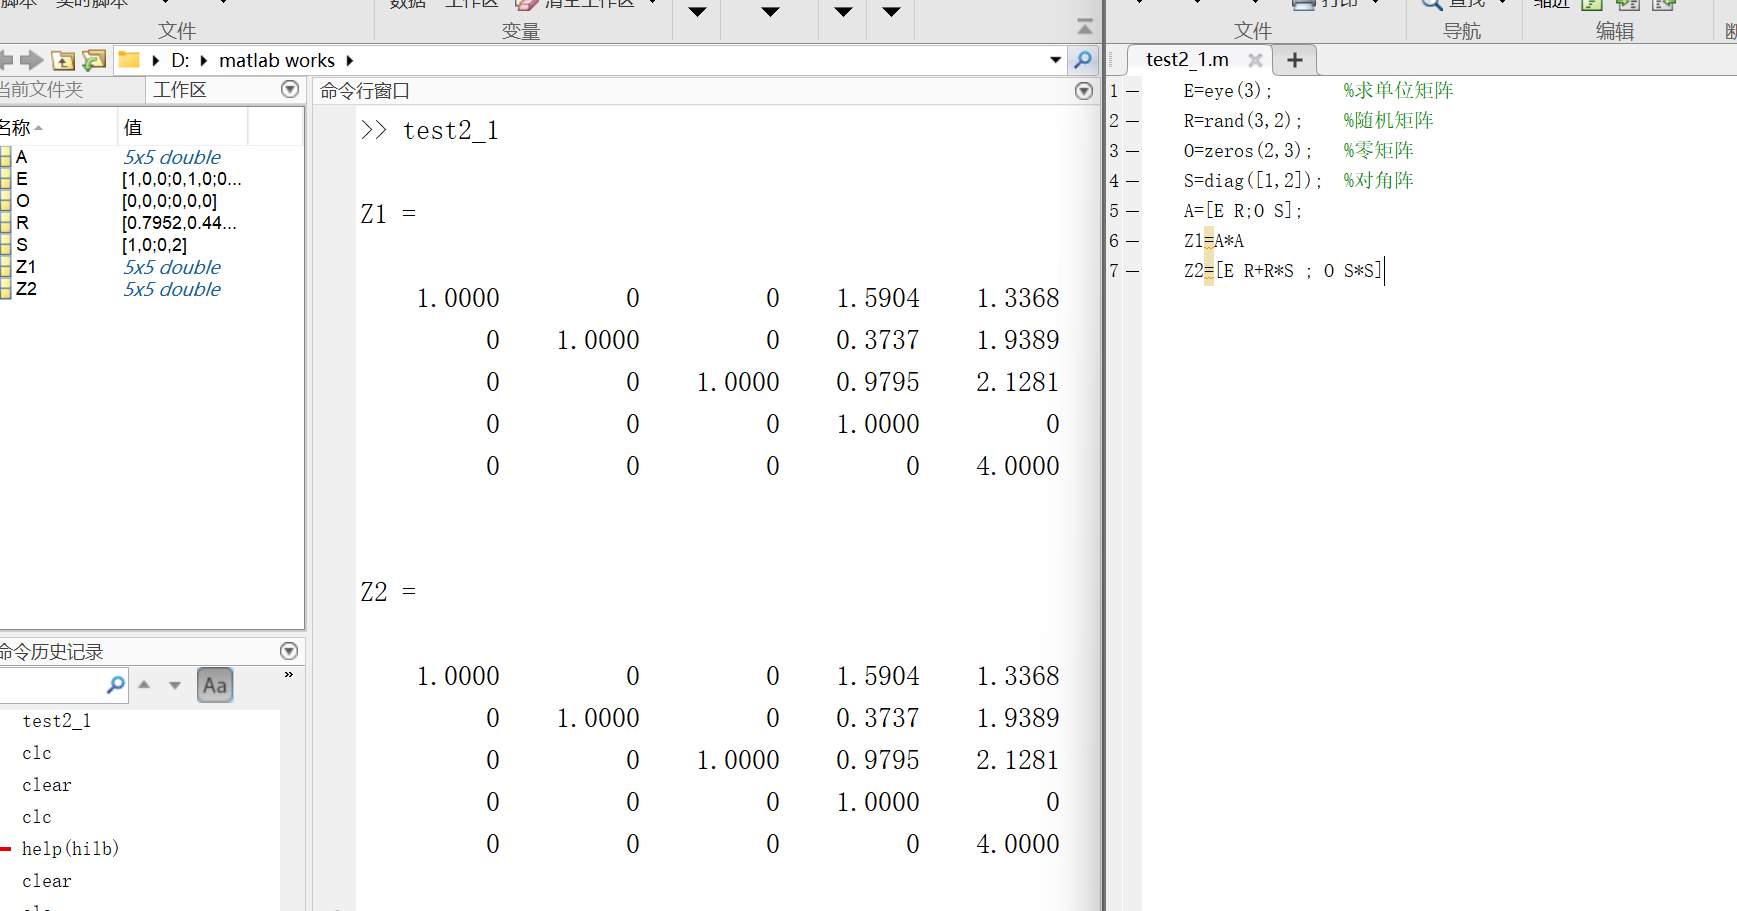 脚本 实时脚本
文件
数据 工作区 清空工作区
变量
打印
文件
查找
导航
缩进
编辑
断
D: matlab works
当前文件夹
工作区
名称 值
A 5x5 double
E [1,0,0;0,1,0;0...
O [0,0,0;0,0,0]
R [0.7952,0.44...
S [1,0;0,2]
Z1 5x5 double
Z2 5x5 double
命令历史记录
Aa »
test2_1
clc
clear
clc
help(hilb)
clear
clc
命令行窗口
>> test2_1
Z1 =
1.0000 0 0 1.5904 1.3368
0 1.0000 0 0.3737 1.9389
0 0 1.0000 0.9795 2.1281
0 0 0 1.0000 0
0 0 0 0 4.0000
Z2 =
1.0000 0 0 1.5904 1.3368
0 1.0000 0 0.3737 1.9389
0 0 1.0000 0.9795 2.1281
0 0 0 1.0000 0
0 0 0 0 4.0000
test2_1.m
1 — E=eye(3); %求单位矩阵
2 — R=rand(3,2); %随机矩阵
3 — O=zeros(2,3); %零矩阵
4 — S=diag([1,2]); %对角阵
5 — A=[E R;O S];
6 — Z1=A*A
7 — Z2=[E R+R*S ; O S*S]